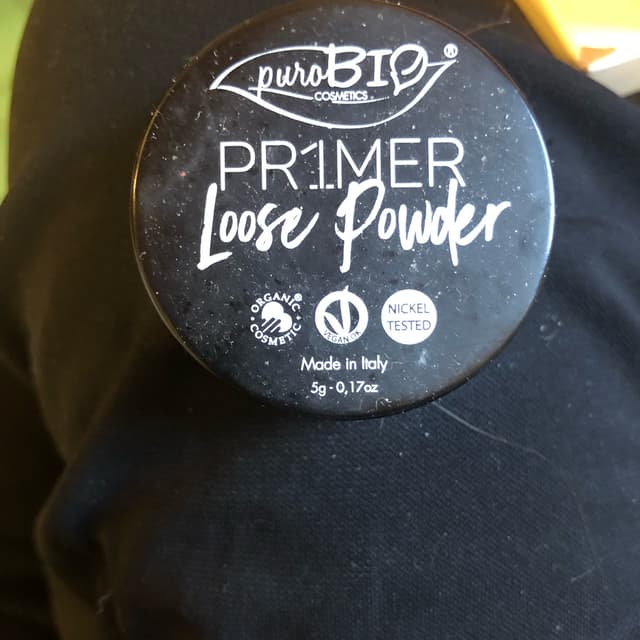 puroBIO®
COSMETICS
PR1MER
Loose Powder
ORGANIC COSMETIC®
VEGAN OK
NICKEL
TESTED
Made in Italy
5g - 0,17oz